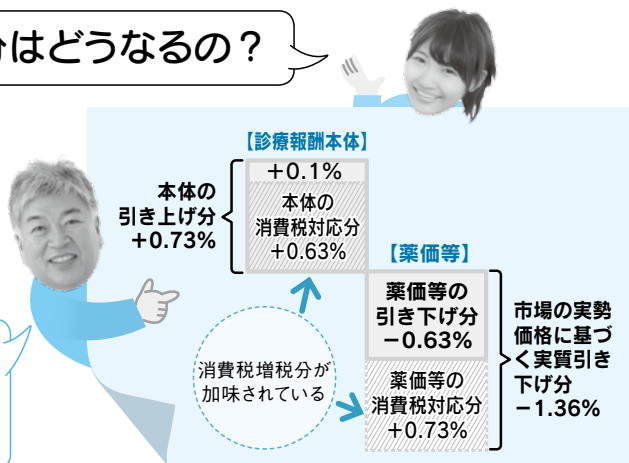 はどうなるの？
【診療報酬本体】
＋0.1%
本体の
消費税対応分
＋0.63%
本体の
引き上げ分
＋0.73%
【薬価等】
薬価等の
引き下げ分
－0.63%
薬価等の
消費税対応分
＋0.73%
市場の実勢
価格に基づ
く実質引き
下げ分
－1.36%
消費税増税分が
加味されている